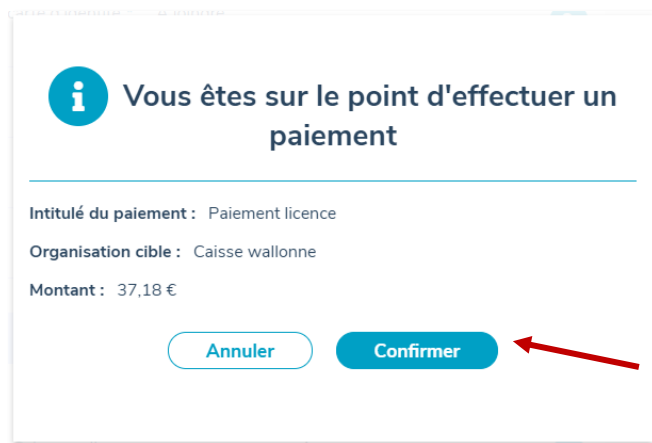 Vous êtes sur le point d'effectuer un
paiement
Intitulé du paiement : Paiement licence
Organisation cible : Caisse wallonne
Montant : 37,18 €
Annuler Confirmer